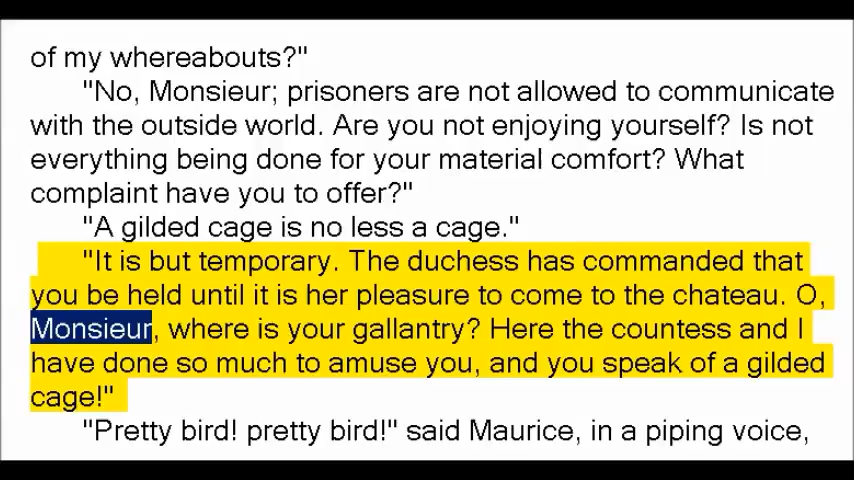 of my whereabouts?"
"No, Monsieur; prisoners are not allowed to communicate
with the outside world. Are you not enjoying yourself? Is not
everything being done for your material comfort? What
complaint have you to offer?"
"A gilded cage is no less a cage."
"It is but temporary. The duchess has commanded that
you be held until it is her pleasure to come to the chateau. O,
Monsieur, where is your gallantry? Here the countess and I
have done so much to amuse you, and you speak of a gilded
cage!"
"Pretty bird! pretty bird!" said Maurice, in a piping voice,